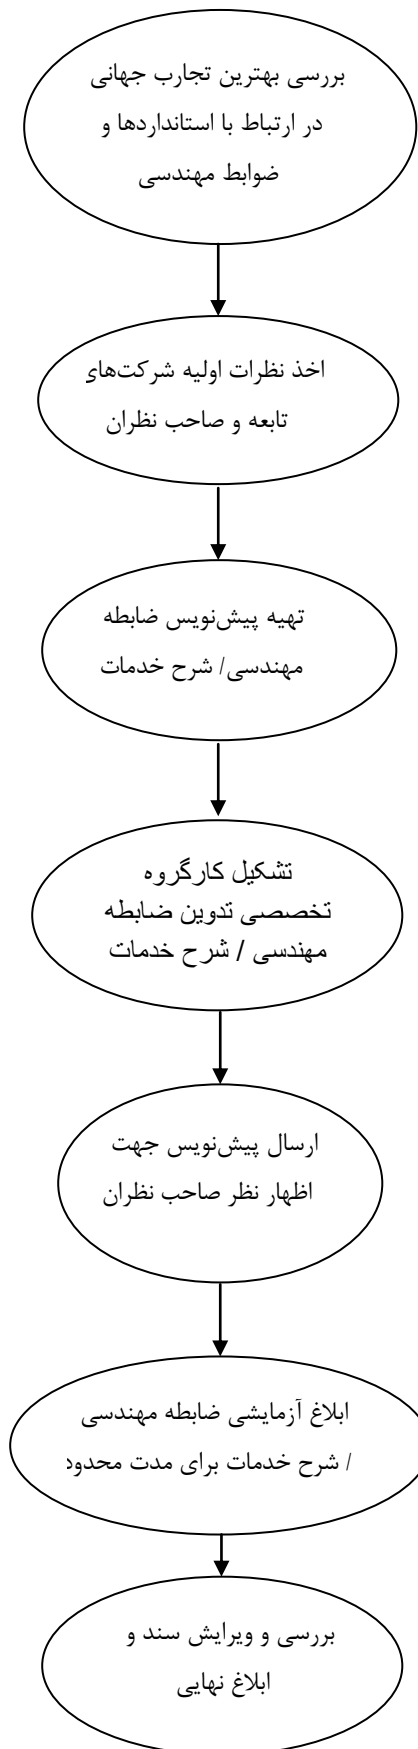 بررسی بهترین تجارب جهانی
در ارتباط با استانداردها و
ضوابط مهندسی
اخذ نظرات اولیه شرکت‌های
تابعه و صاحب نظران
تهیه پیش‌نویس ضابطه
مهندسی/ شرح خدمات
تشکیل کارگروه
تخصصی تدوین ضابطه
مهندسی / شرح خدمات
ارسال پیش‌نویس جهت
اظهار نظر صاحب نظران
ابلاغ آزمایشی ضابطه مهندسی
/ شرح خدمات برای مدت محدود
بررسی و ویرایش سند و
ابلاغ نهایی